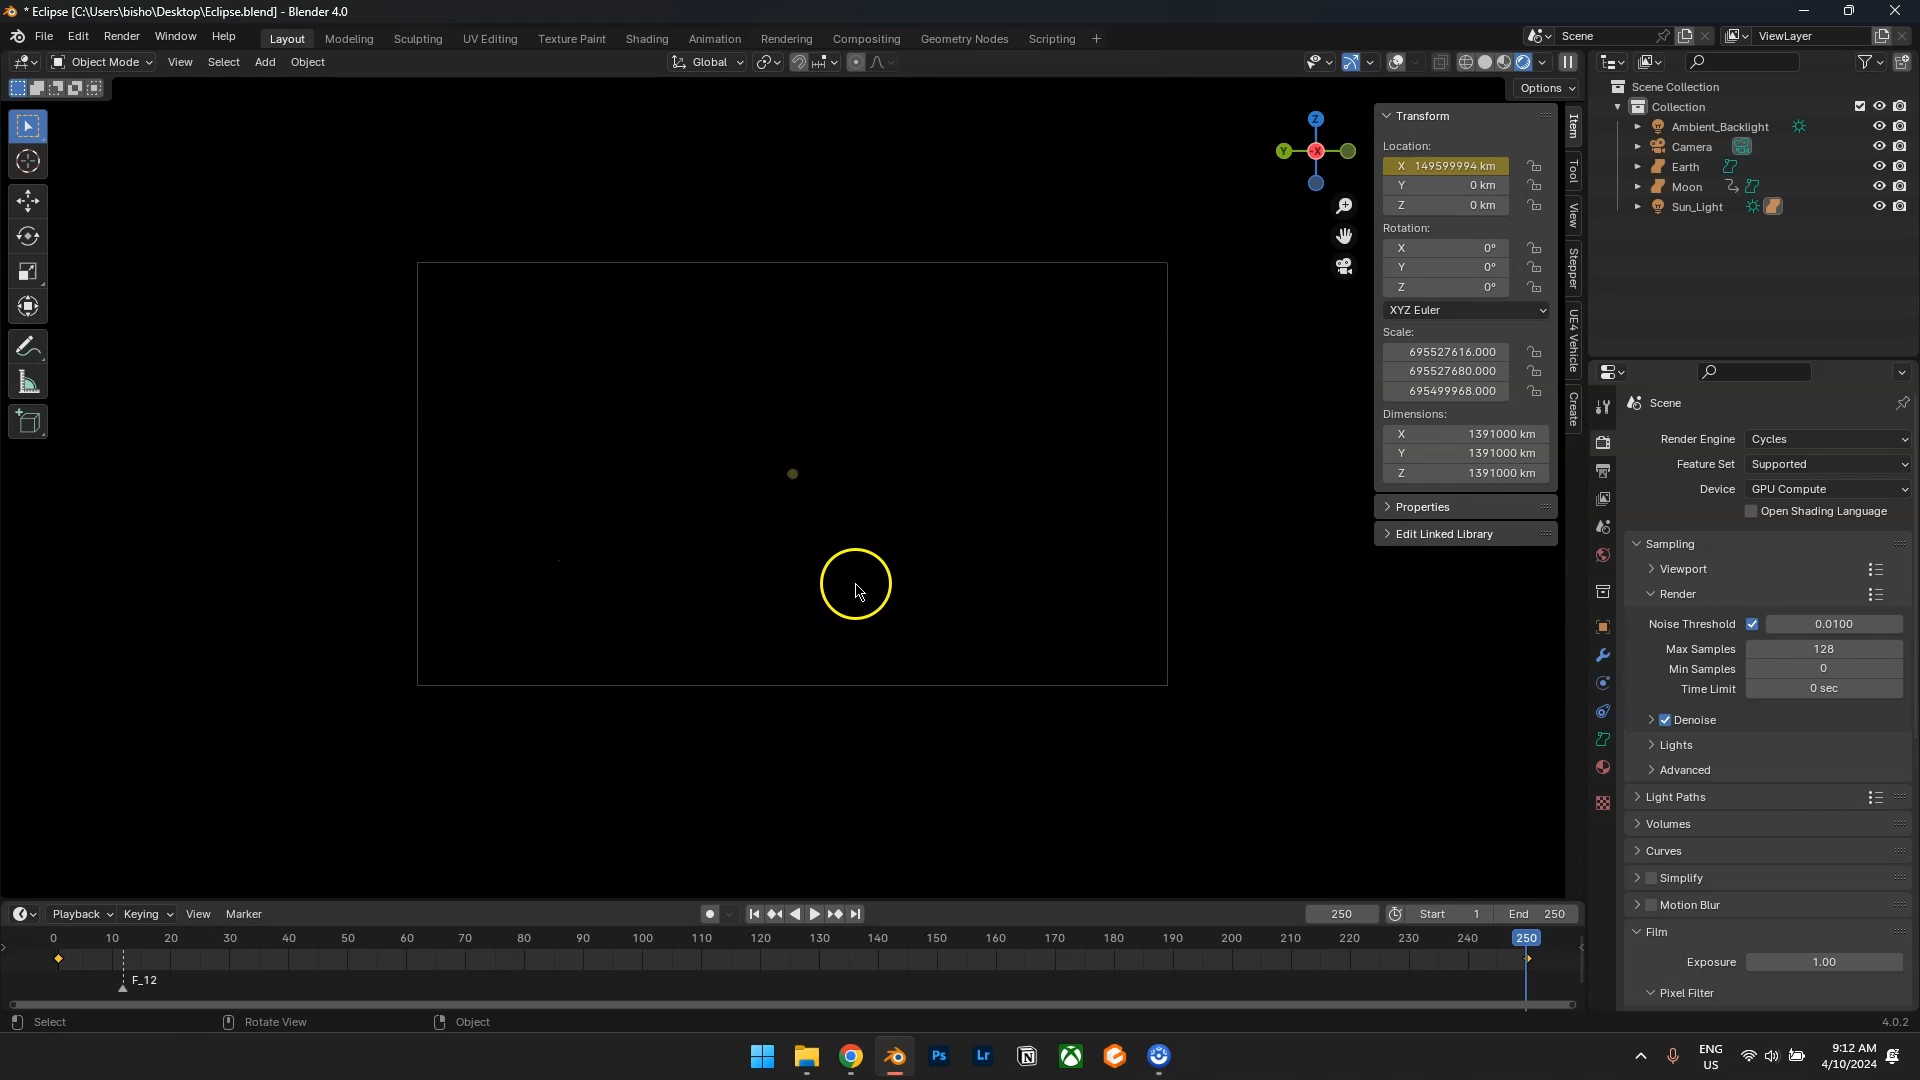 * Eclipse [C:\Users\bisho\Desktop\Eclipse.blend] - Blender 4.0
File Edit Render Window Help Layout Modeling Sculpting UV Editing Texture Paint Shading Animation Rendering Compositing Geometry Nodes Scripting + Scene ViewLayer
Object Mode View Select Add Object Global
Options
Transform
Location:
X 149599994 km
Y 0 km
Z 0 km
Rotation:
X 0°
Y 0°
Z 0°
XYZ Euler
Scale:
695527616.000
695527680.000
695499968.000
Dimensions:
X 1391000 km
Y 1391000 km
Z 1391000 km
Properties
Edit Linked Library
Item
Tool
View
Stepper
UE4 Vehicle
Create
Z
Y
-X
Scene Collection
Collection
Ambient_Backlight
Camera
Earth
Moon
Sun_Light
Scene
Render Engine Cycles
Feature Set Supported
Device GPU Compute
Open Shading Language
Sampling
Viewport
Render
Noise Threshold 0.0100
Max Samples 128
Min Samples 0
Time Limit 0 sec
Denoise
Lights
Advanced
Light Paths
Volumes
Curves
Simplify
Motion Blur
Film
Exposure 1.00
Pixel Filter
Playback Keying View Marker 250 Start 1 End 250
0 10 20 30 40 50 60 70 80 90 100 110 120 130 140 150 160 170 180 190 200 210 220 230 240 250
F_12
Select Rotate View Object 4.0.2
Ps Lr
ENG
US
9:12 AM
4/10/2024